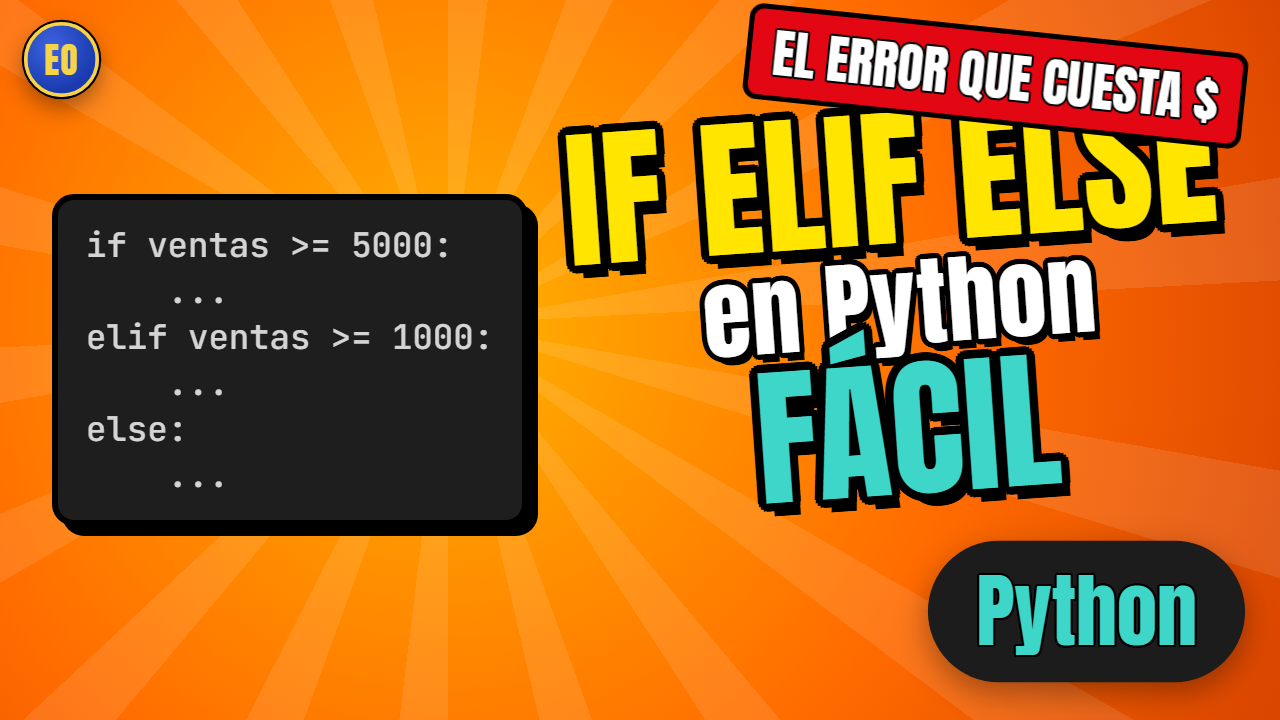 EO
EL ERROR QUE CUESTA $
IF ELIF ELSE
en Python
FÁCIL
if ventas >= 5000:
    ...
elif ventas >= 1000:
    ...
else:
    ...
Python